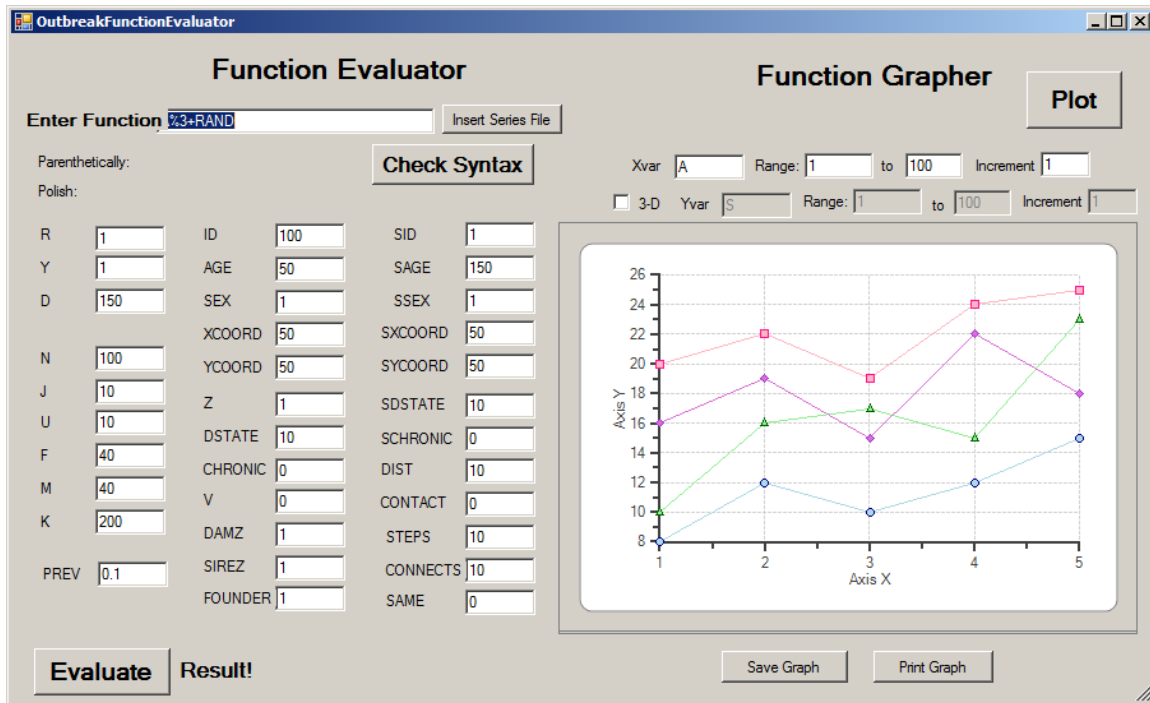 OutbreakFunctionEvaluator
Function Evaluator
Enter Function %3+RAND Insert Series File
Parenthetically:
Check Syntax
Polish:
R 1 ID 100 SID 1
Y 1 AGE 50 SAGE 150
D 150 SEX 1 SSEX 1
XCOORD 50 SXCOORD 50
N 100 YCOORD 50 SYCOORD 50
J 10 Z 1 SDSTATE 10
U 10 DSTATE 10 SCHRONIC 0
F 40 CHRONIC 0 DIST 10
M 40 V 0 CONTACT 0
K 200 DAMZ 1 STEPS 10
PREV 0.1 SIREZ 1 CONNECTS 10
FOUNDER 1 SAME 0
Evaluate Result!
Function Grapher
Plot
Xvar A Range: 1 to 100 Increment 1
3-D Yvar S Range: 1 to 100 Increment 1
26
24
22
20
18
16
14
12
10
8
Axis Y
1 2 3 4 5
Axis X
Save Graph Print Graph